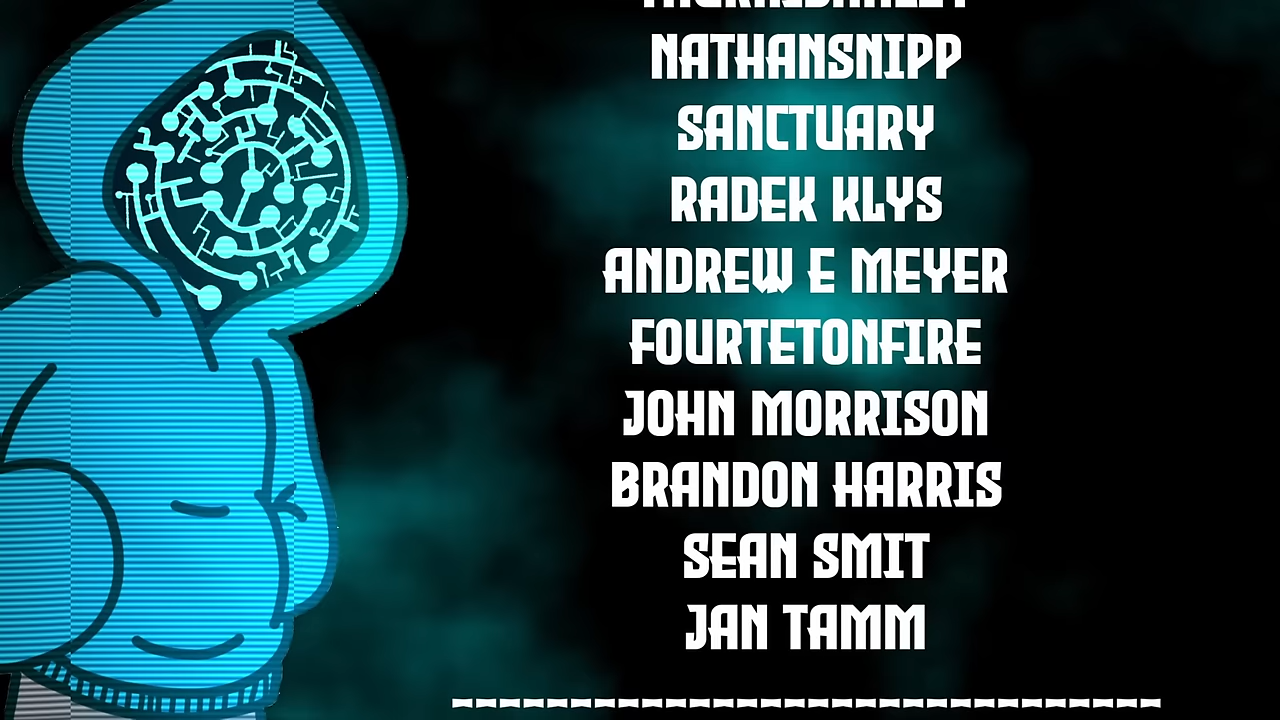 NATHANSNIPP
SANCTUARY
RADEK KLYS
ANDREW E MEYER
FOURTETONFIRE
JOHN MORRISON
BRANDON HARRIS
SEAN SMIT
JAN TAMM